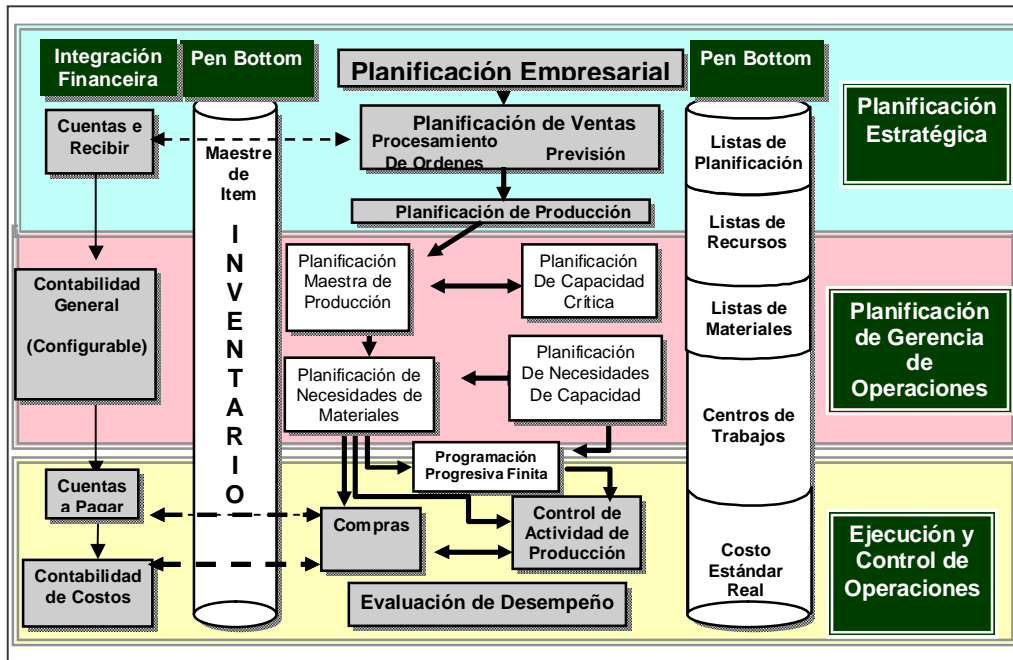 Integración
Financeira
Pen Bottom
Planificación Empresarial
Pen Bottom
Planificación
Estratégica
Cuentas e
Recibir
Maestre
de
Item
Planificación de Ventas
Procesamiento
De Ordenes
Previsión
Listas de
Planificación
Planificación de Producción
Listas de
Recursos
I
N
V
E
N
T
A
R
I
O
Contabilidad
General
(Configurable)
Planificación
Maestra de
Producción
Planificación
De Capacidad
Crítica
Listas de
Materiales
Planificación
de Gerencia
de
Operaciones
Planificación de
Necesidades de
Materiales
Planificación
De Necesidades
De Capacidad
Centros de
Trabajos
Programación
Progresiva Finita
Cuentas
a Pagar
Compras
Control de
Actividad de
Producción
Ejecución y
Control de
Operaciones
Contabilidad
de Costos
Evaluación de Desempeño
Costo
Estándar
Real